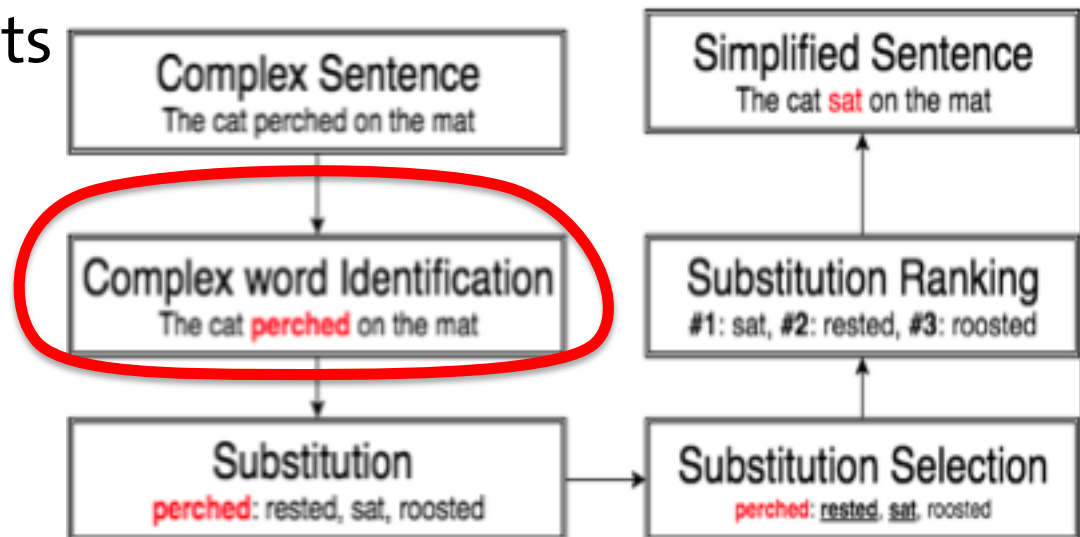 ts
Complex Sentence
The cat perched on the mat
Complex word Identification
The cat perched on the mat
Substitution
perched: rested, sat, roosted
Substitution Selection
perched: rested, sat, roosted
Substitution Ranking
#1: sat, #2: rested, #3: roosted
Simplified Sentence
The cat sat on the mat